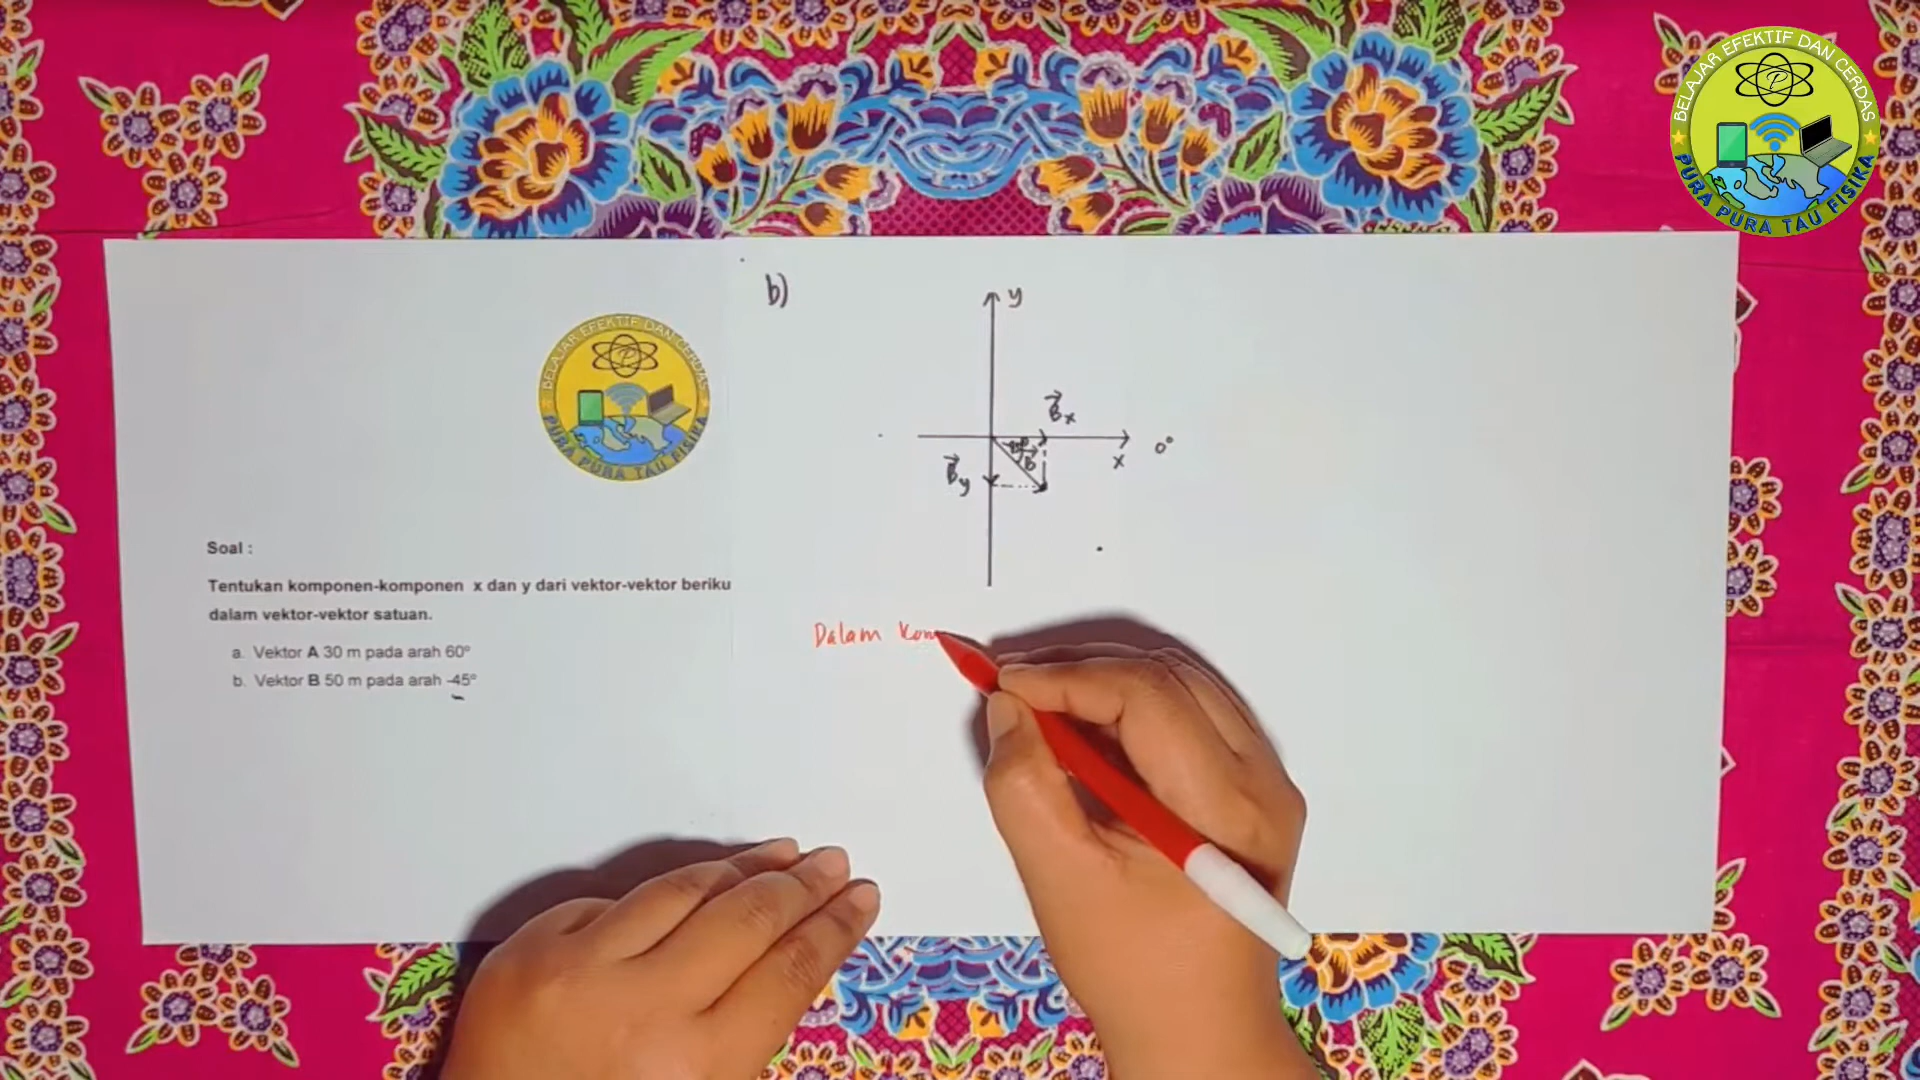 BELAJAR EFEKTIF DAN CERDAS
PURA PURA TAU FISIKA
b)
y
BELAJAR EFEKTIF DAN CERDAS
P
PURA PURA TAU FISIKA
B⃗x
0°
x
B⃗
B⃗y
Soal :
Tentukan komponen-komponen x dan y dari vektor-vektor beriku
dalam vektor-vektor satuan.
a. Vektor A 30 m pada arah 60°
b. Vektor B 50 m pada arah -45°
Dalam Kom